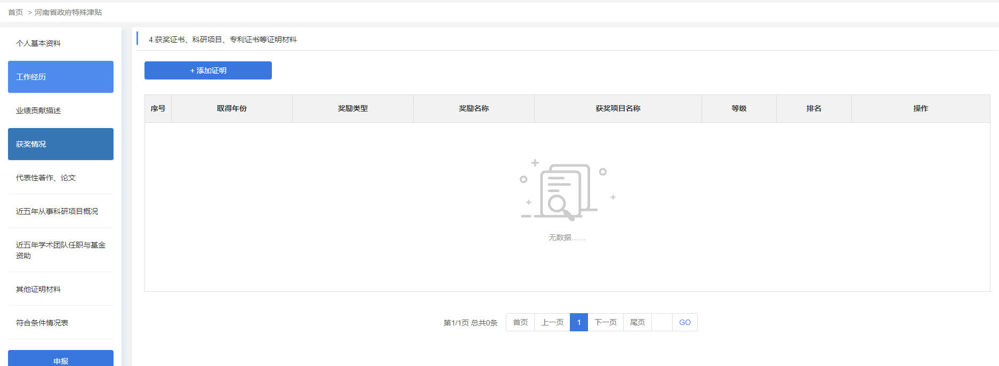 首页 > 河南省政府特殊津贴
个人基本资料
工作经历
业绩贡献描述
获奖情况
代表性著作、论文
近五年从事科研项目概况
近五年学术团队任职与基金
资助
其他证明材料
符合条件情况表
申报
4.获奖证书、科研项目、专利证书等证明材料
+ 添加证明
序号 取得年份 奖励类型 奖励名称 获奖项目名称 等级 排名 操作
无数据……
第1/1页 总共0条 首页 上一页 1 下一页 尾页 GO